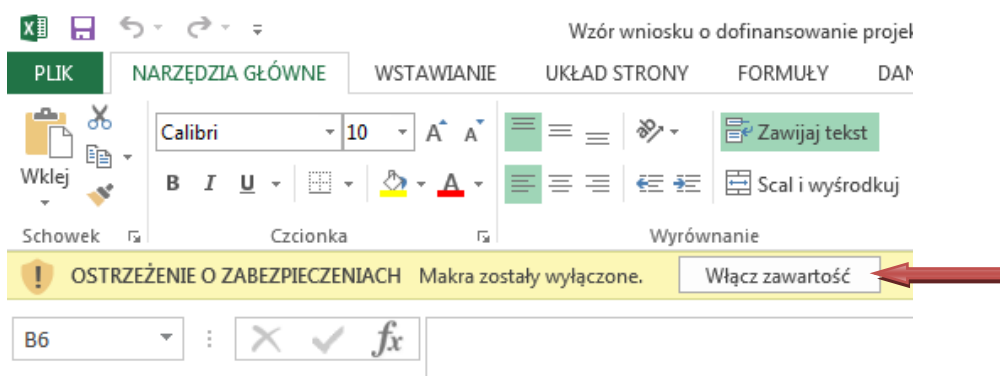 Wzór wniosku o dofinansowanie projek
PLIK NARZĘDZIA GŁÓWNE WSTAWIANIE UKŁAD STRONY FORMUŁY DAN
Calibri 10 A A Zawijaj tekst
Wklej B I U A Scal i wyśrodkuj
Schowek Czcionka Wyrównanie
! OSTRZEŻENIE O ZABEZPIECZENIACH Makra zostały wyłączone. Włącz zawartość
B6 fx